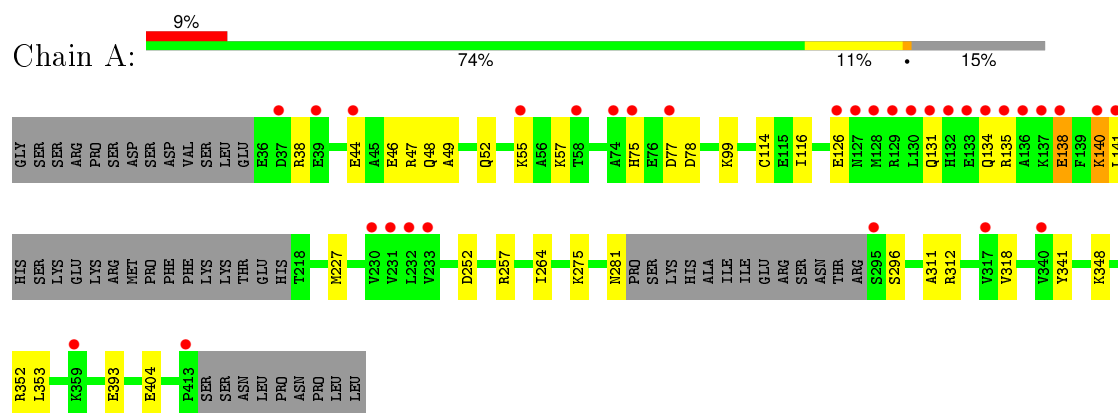 9%
Chain A:
74% 11% • 15%
GLY SER SER ARG PRO SER ASP SER ASP VAL SER LEU GLU E36 D37 R38 E39 E44 A45 E46 R47 Q48 A49 Q52 K55 A56 K57 T58 A74 H75 E76 D77 D78 K99 C114 E115 I116 E126 N127 M128 R129 L130 Q131 H132 E133 Q134 R135 A136 K137 E138 F139 K140 L141
HIS SER LYS GLU LYS ARG MET PRO PHE PHE LYS LYS THR GLU HIS T218 M227 V230 V231 L232 V233 D252 R257 I264 K275 N281 PRO SER LYS HIS ALA ILE ILE GLU ARG SER ASN THR ARG S295 S296 A311 R312 V317 V318 V340 Y341 K348
R352 L353 K359 E393 E404 P413 SER SER ASN LEU PRO ASN PRO LEU LEU